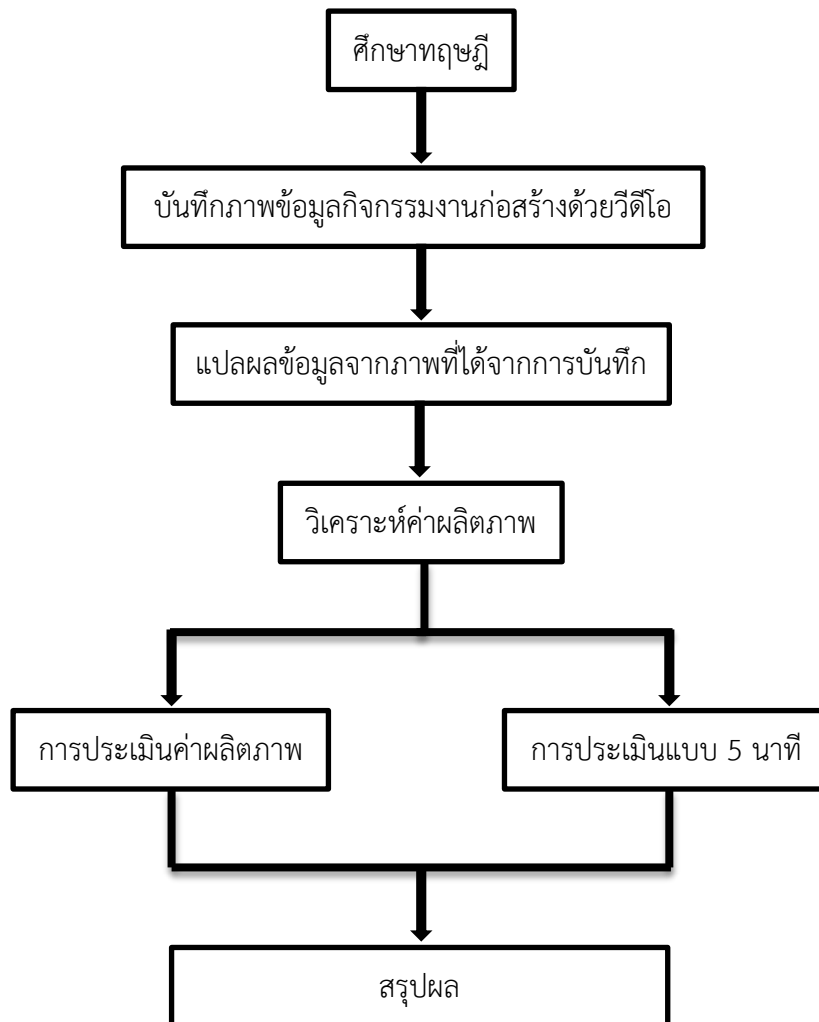 ศึกษาทฤษฎี
บันทึกภาพข้อมูลกิจกรรมงานก่อสร้างด้วยวีดีโอ
แปลผลข้อมูลจากภาพที่ได้จากการบันทึก
วิเคราะห์ค่าผลิตภาพ
การประเมินค่าผลิตภาพ
การประเมินแบบ 5 นาที
สรุปผล